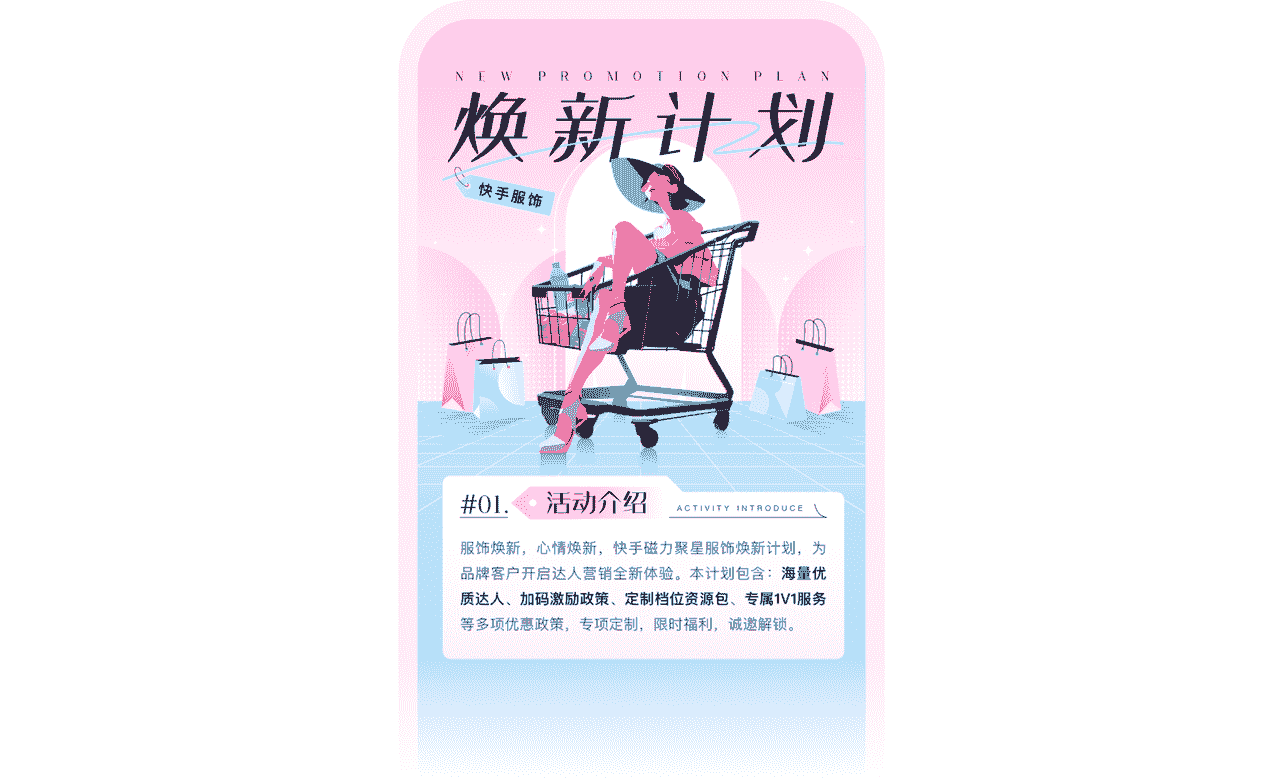 NEW PROMOTION PLAN
焕新计划
快手服饰
#01.
活动介绍
ACTIVITY INTRODUCE
服饰焕新，心情焕新，快手磁力聚星服饰焕新计划，为
品牌客户开启达人营销全新体验。本计划包含：海量优
质达人、加码激励政策、定制档位资源包、专属1V1服务
等多项优惠政策，专项定制，限时福利，诚邀解锁。